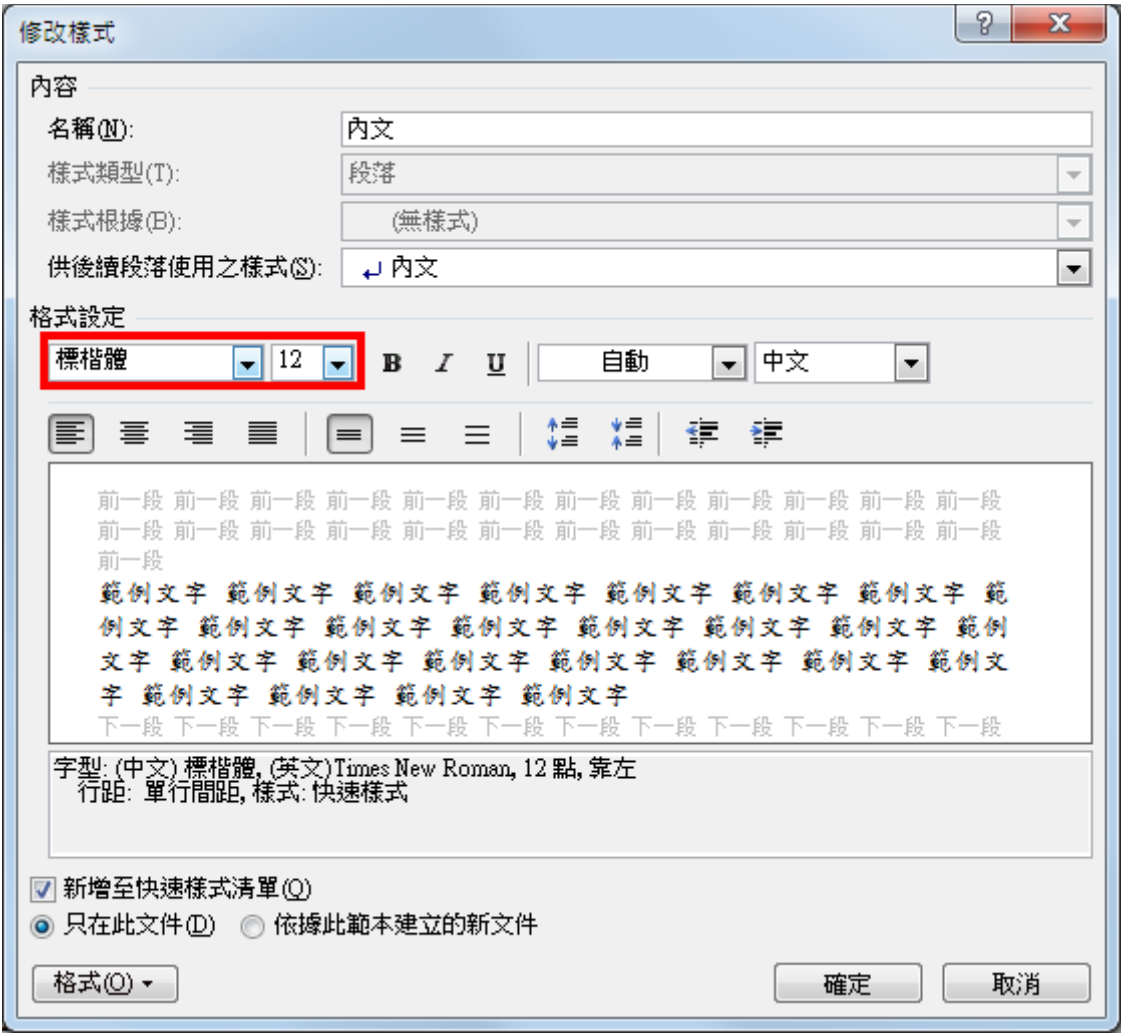 修改樣式
內容
名稱(N): 內文
樣式類型(T): 段落
樣式根據(B): (無樣式)
供後續段落使用之樣式(S): 內文
格式設定
標楷體 12 B I U 自動 中文
前一段 前一段 前一段 前一段 前一段 前一段 前一段 前一段 前一段 前一段 前一段 前一段
前一段 前一段 前一段 前一段 前一段 前一段 前一段 前一段 前一段 前一段 前一段 前一段
前一段
範例文字 範例文字 範例文字 範例文字 範例文字 範例文字 範例文字 範
例文字 範例文字 範例文字 範例文字 範例文字 範例文字 範例文字 範例
文字 範例文字 範例文字 範例文字 範例文字 範例文字 範例文字 範例文
字 範例文字 範例文字 範例文字 範例文字
下一段 下一段 下一段 下一段 下一段 下一段 下一段 下一段 下一段 下一段 下一段 下一段
字型: (中文) 標楷體, (英文)Times New Roman, 12 點, 靠左
行距: 單行間距, 樣式: 快速樣式
新增至快速樣式清單(Q)
只在此文件(D) 依據此範本建立的新文件
格式(O) 確定 取消